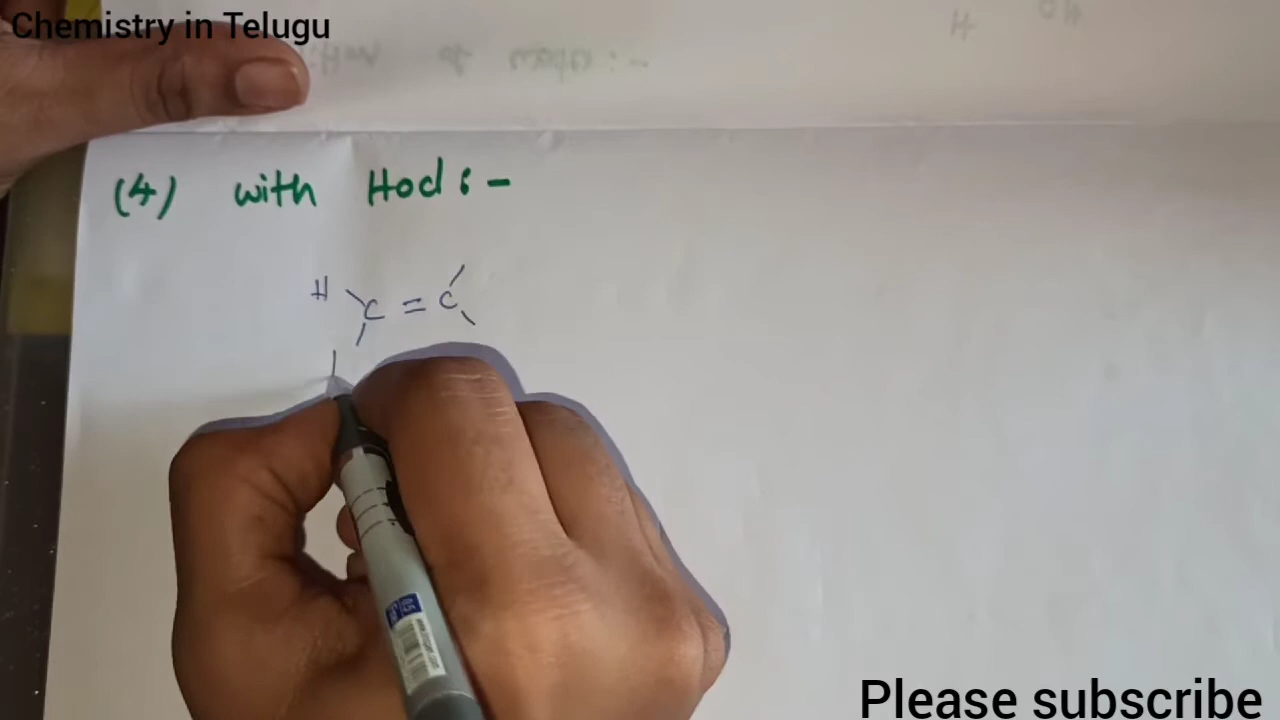 Chemistry in Telugu
(4) with Hocl :-
H C = C
Please subscribe